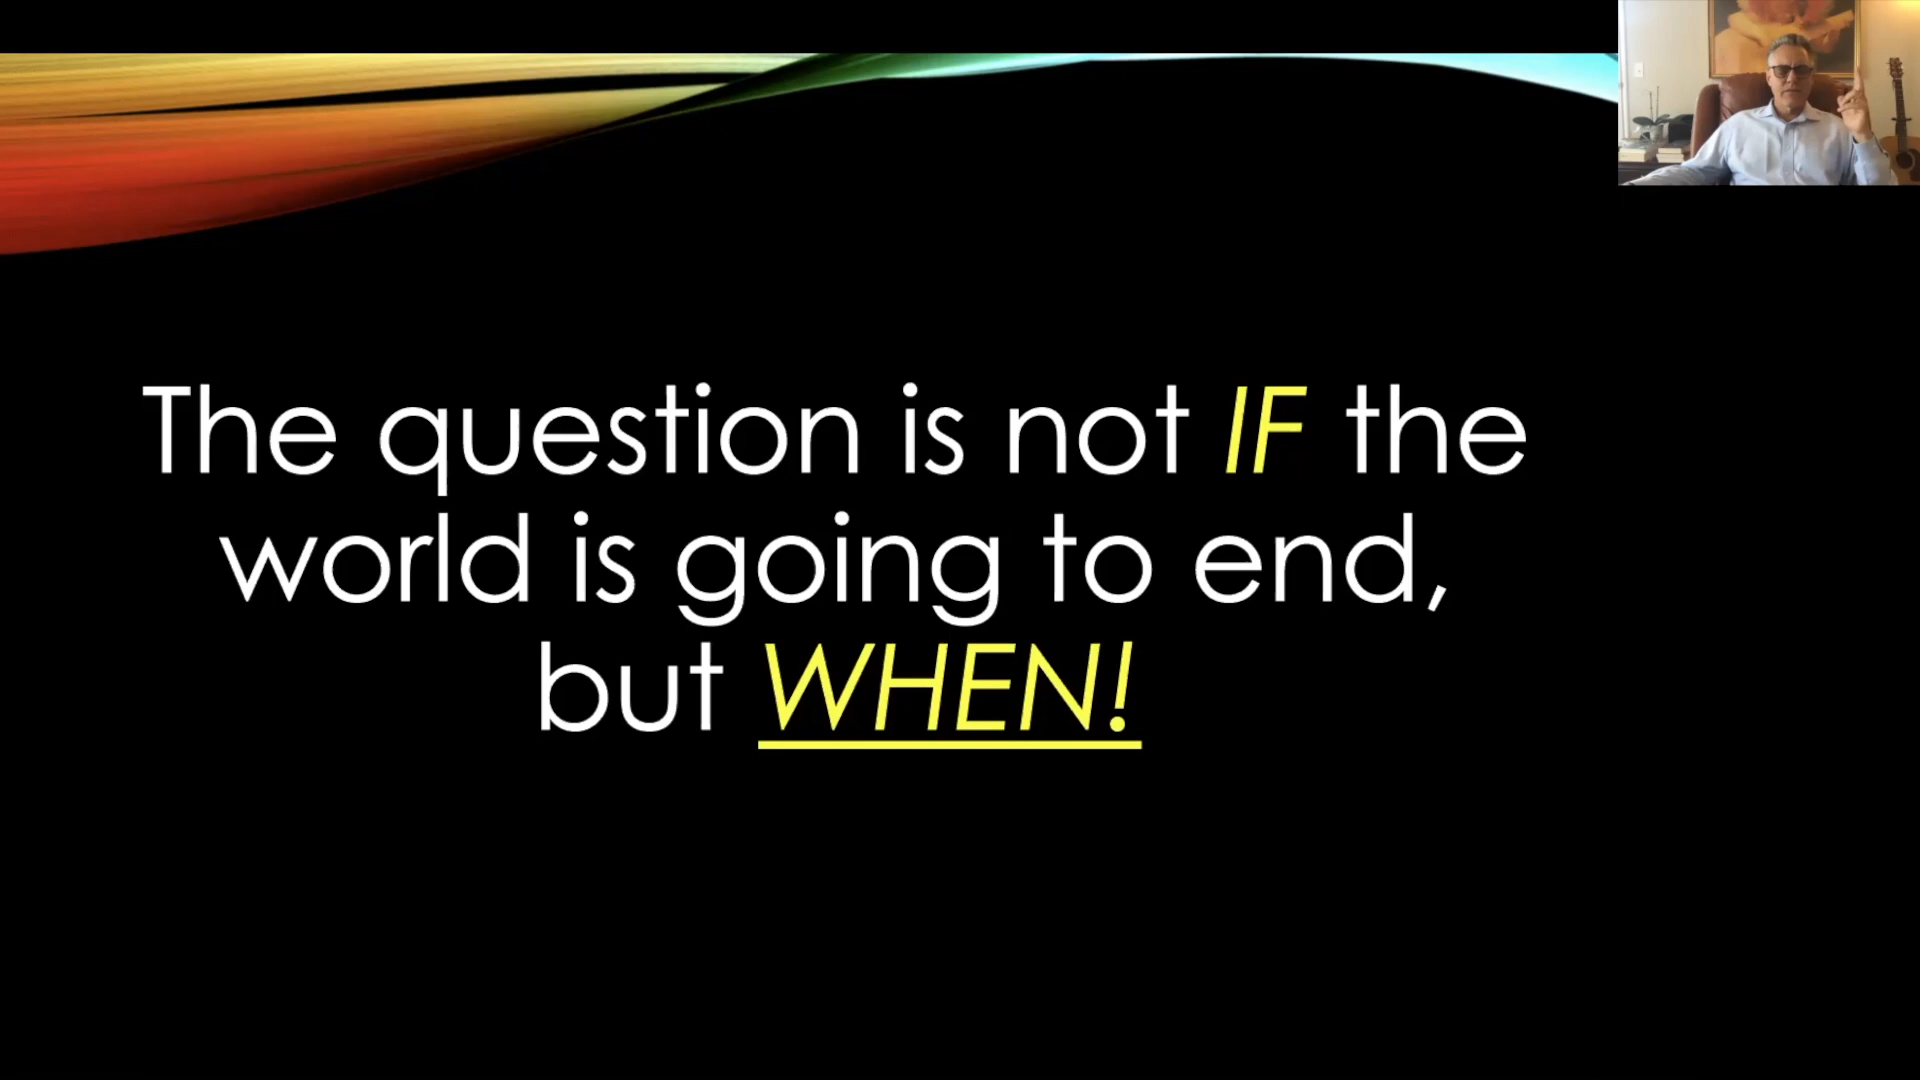 The question is not IF the
world is going to end,
but WHEN!